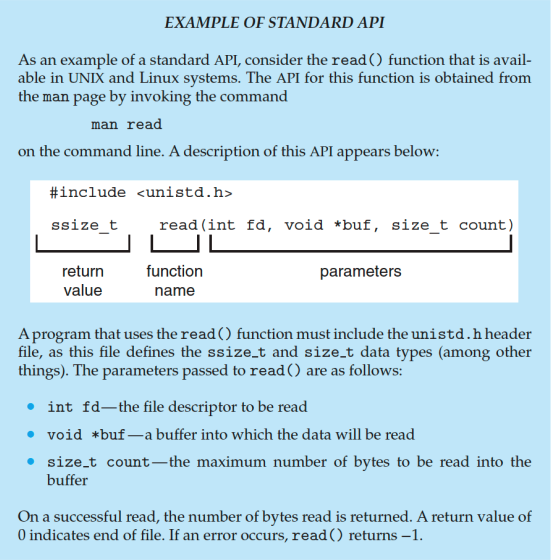 EXAMPLE OF STANDARD API
As an example of a standard API, consider the read() function that is avail-
able in UNIX and Linux systems. The API for this function is obtained from
the man page by invoking the command
man read
on the command line. A description of this API appears below:
#include <unistd.h>
ssize_t read(int fd, void *buf, size_t count)
return function parameters
value name
A program that uses the read() function must include the unistd.h header
file, as this file defines the ssize_t and size_t data types (among other
things). The parameters passed to read() are as follows:
• int fd—the file descriptor to be read
• void *buf—a buffer into which the data will be read
• size_t count—the maximum number of bytes to be read into the
buffer
On a successful read, the number of bytes read is returned. A return value of
0 indicates end of file. If an error occurs, read() returns −1.